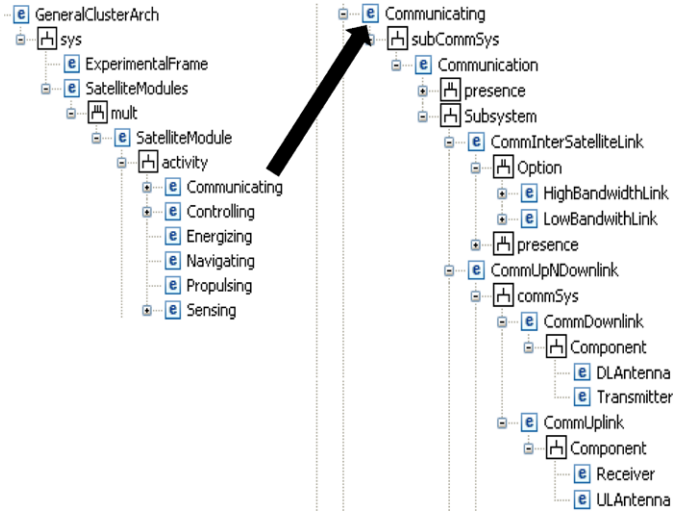 GeneralClusterArch
sys
e ExperimentalFrame
e SatelliteModules
mult
e SatelliteModule
activity
e Communicating
e Controlling
e Energizing
e Navigating
e Propulsing
e Sensing
e Communicating
subCommSys
e Communication
presence
Subsystem
e CommInterSatelliteLink
Option
e HighBandwidthLink
e LowBandwithLink
presence
e CommUpNDownlink
commSys
e CommDownlink
Component
e DLAntenna
e Transmitter
e CommUplink
Component
e Receiver
e ULAntenna